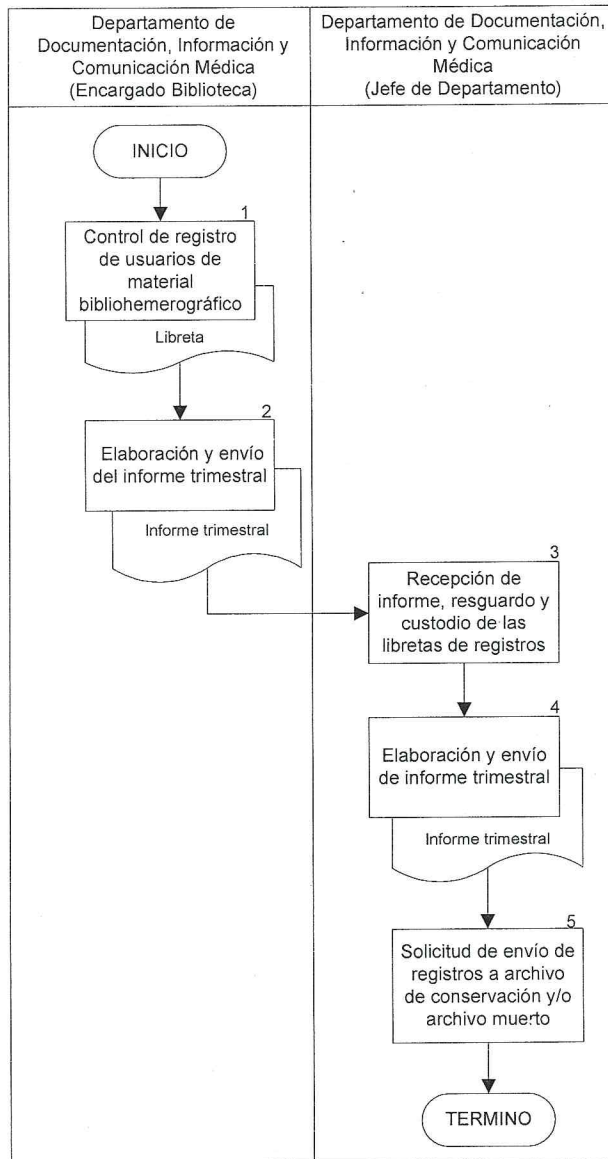 Departamento de
Documentación, Información y
Comunicación Médica
(Encargado Biblioteca)
Departamento de Documentación,
Información y Comunicación
Médica
(Jefe de Departamento)
INICIO
1
Control de registro
de usuarios de
material
bibliohemerográfico
Libreta
2
Elaboración y envío
del informe trimestral
Informe trimestral
3
Recepción de
informe, resguardo y
custodio de las
libretas de registros
4
Elaboración y envío
de informe trimestral
Informe trimestral
5
Solicitud de envío de
registros a archivo
de conservación y/o
archivo muerto
TERMINO